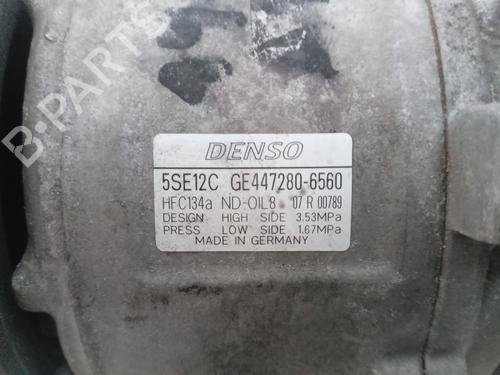 B-PARTS
DENSO
5SE12C GE447280-6560
HFC134a ND-OIL8 '07 R 00789
DESIGN HIGH SIDE 3.53MPa
PRESS LOW SIDE 1.67MPa
MADE IN GERMANY